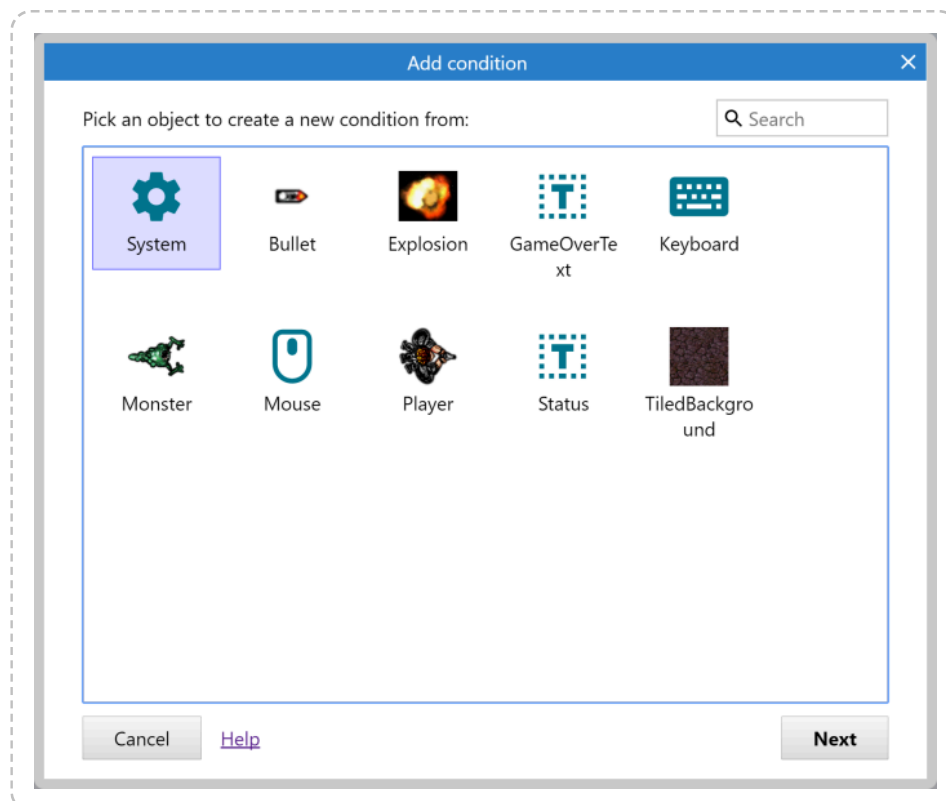 Add condition
Pick an object to create a new condition from:
Search
System
Bullet
Explosion
GameOverTe
xt
Keyboard
Monster
Mouse
Player
Status
TiledBackgro
und
Cancel
Help
Next